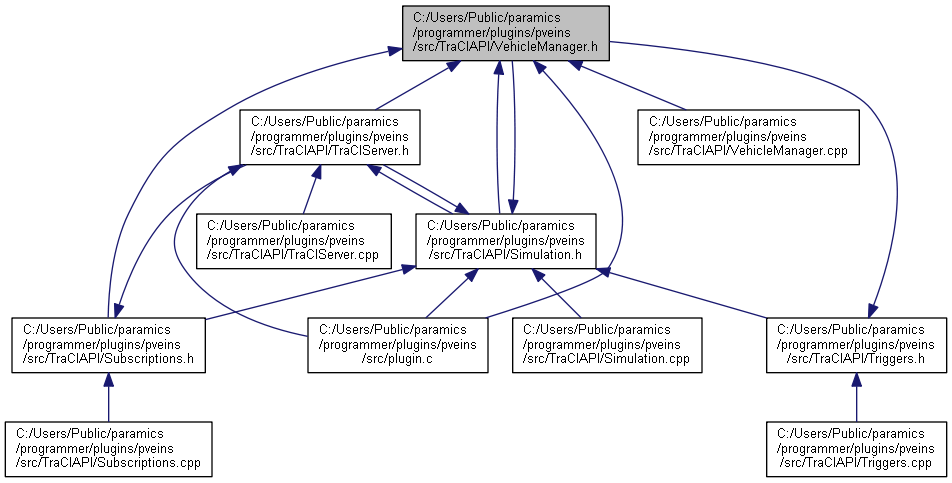 C:/Users/Public/paramics
/programmer/plugins/pveins
/src/TraCIAPI/VehicleManager.h
C:/Users/Public/paramics
/programmer/plugins/pveins
/src/TraCIAPI/TraCIServer.h
C:/Users/Public/paramics
/programmer/plugins/pveins
/src/TraCIAPI/VehicleManager.cpp
C:/Users/Public/paramics
/programmer/plugins/pveins
/src/TraCIAPI/TraCIServer.cpp
C:/Users/Public/paramics
/programmer/plugins/pveins
/src/TraCIAPI/Simulation.h
C:/Users/Public/paramics
/programmer/plugins/pveins
/src/TraCIAPI/Subscriptions.h
C:/Users/Public/paramics
/programmer/plugins/pveins
/src/plugin.c
C:/Users/Public/paramics
/programmer/plugins/pveins
/src/TraCIAPI/Simulation.cpp
C:/Users/Public/paramics
/programmer/plugins/pveins
/src/TraCIAPI/Triggers.h
C:/Users/Public/paramics
/programmer/plugins/pveins
/src/TraCIAPI/Subscriptions.cpp
C:/Users/Public/paramics
/programmer/plugins/pveins
/src/TraCIAPI/Triggers.cpp